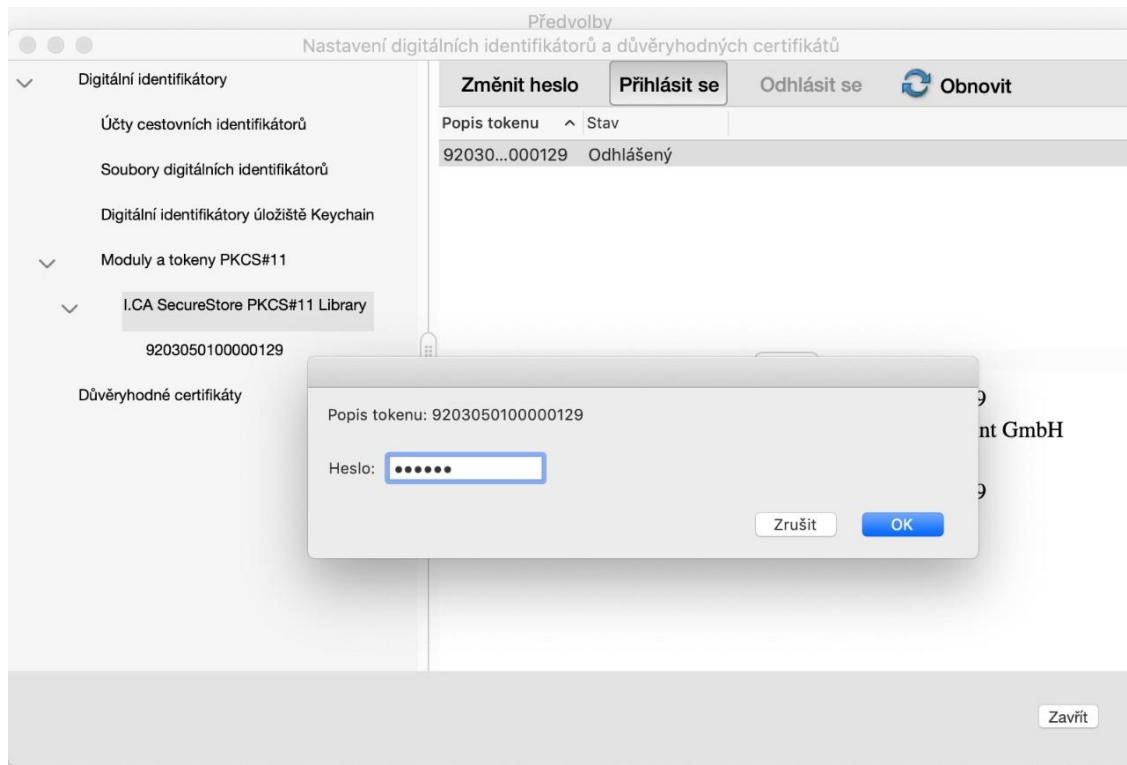 Předvolby
Nastavení digitálních identifikátorů a důvěryhodných certifikátů
Digitální identifikátory
Účty cestovních identifikátorů
Soubory digitálních identifikátorů
Digitální identifikátory úložiště Keychain
Moduly a tokeny PKCS#11
I.CA SecureStore PKCS#11 Library
9203050100000129
Důvěryhodné certifikáty
Změnit heslo Přihlásit se Odhlásit se Obnovit
Popis tokenu Stav
92030...000129 Odhlášený
9
nt GmbH
9
Popis tokenu: 9203050100000129
Heslo: ••••••
Zrušit OK
Zavřít